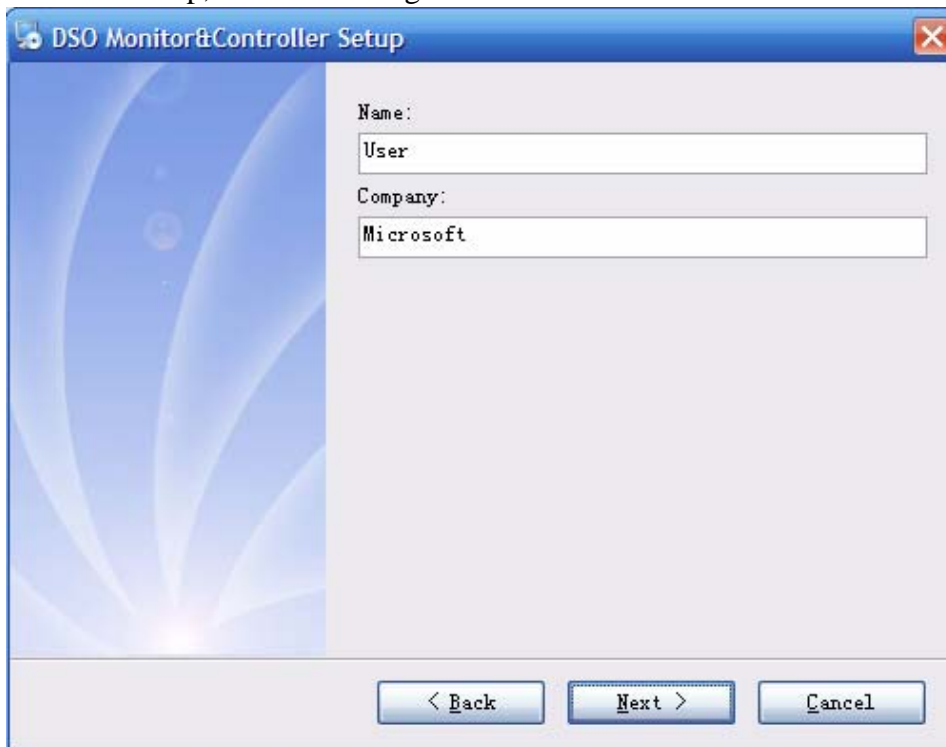 DSO Monitor&Controller Setup
Name:
User
Company:
Microsoft
< Back
Next >
Cancel